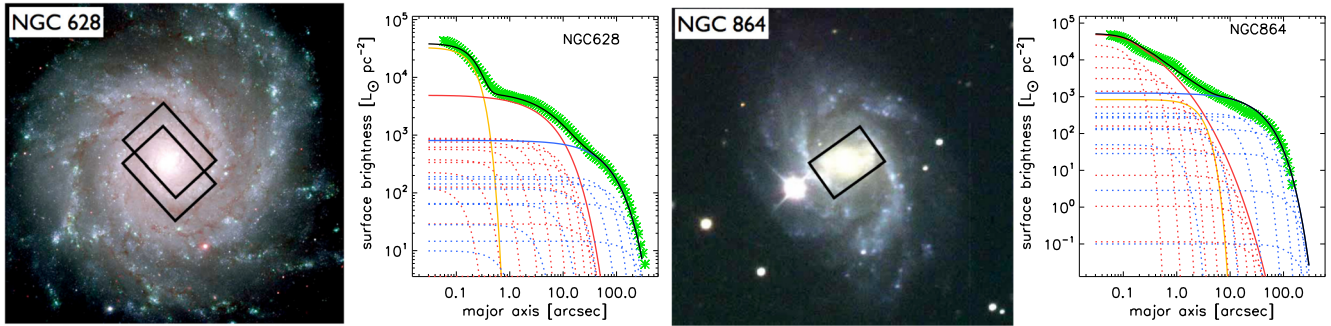 NGC 628
surface brightness [L⊙ pc⁻²]
10⁵
10⁴
10³
10²
10¹
NGC628
0.1 1.0 10.0 100.0
major axis [arcsec]
NGC 864
surface brightness [L⊙ pc⁻²]
10⁵
10⁴
10³
10²
10¹
10⁰
10⁻¹
NGC864
0.1 1.0 10.0 100.0
major axis [arcsec]